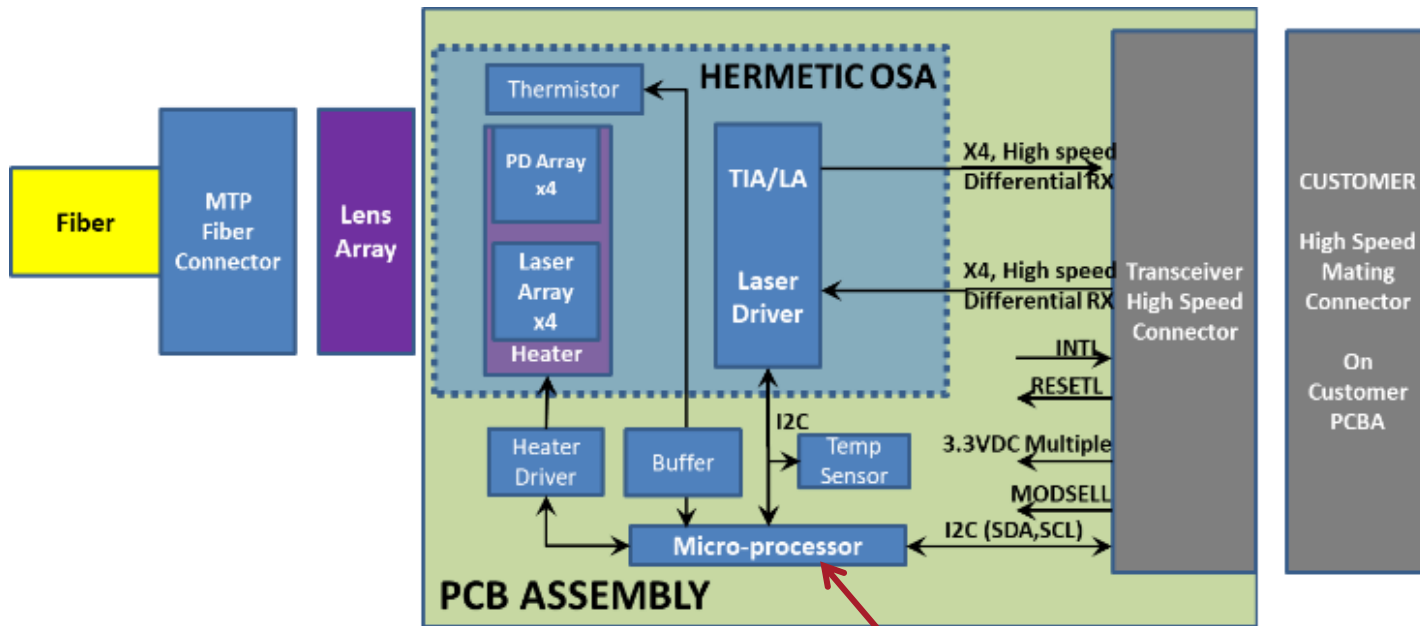 HERMETIC OSA
Thermistor
PD Array
x4
Laser
Array
x4
Heater
TIA/LA
Laser
Driver
Fiber
MTP
Fiber
Connector
Lens
Array
X4, High speed
Differential RX
X4, High speed
Differential RX
INTL
RESETL
3.3VDC Multiple
MODSELL
I2C (SDA,SCL)
Transceiver
High Speed
Connector
CUSTOMER
High Speed
Mating
Connector
On
Customer
PCBA
Heater
Driver
Buffer
I2C
Temp
Sensor
Micro-processor
PCB ASSEMBLY